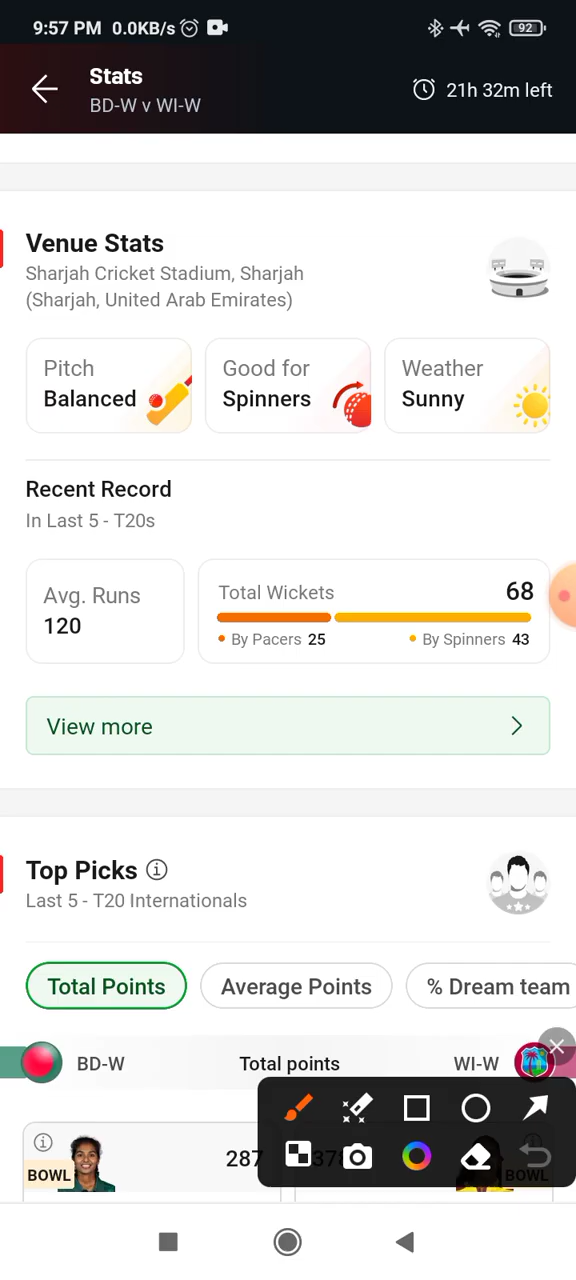 9:57 PM 0.0KB/s 92
Stats
BD-W v WI-W
21h 32m left
Venue Stats
Sharjah Cricket Stadium, Sharjah
(Sharjah, United Arab Emirates)
Pitch
Balanced
Good for
Spinners
Weather
Sunny
Recent Record
In Last 5 - T20s
Avg. Runs
120
Total Wickets 68
By Pacers 25
By Spinners 43
View more
Top Picks
Last 5 - T20 Internationals
Total Points
Average Points
% Dream team
BD-W Total points WI-W
BOWL 287 BOWL